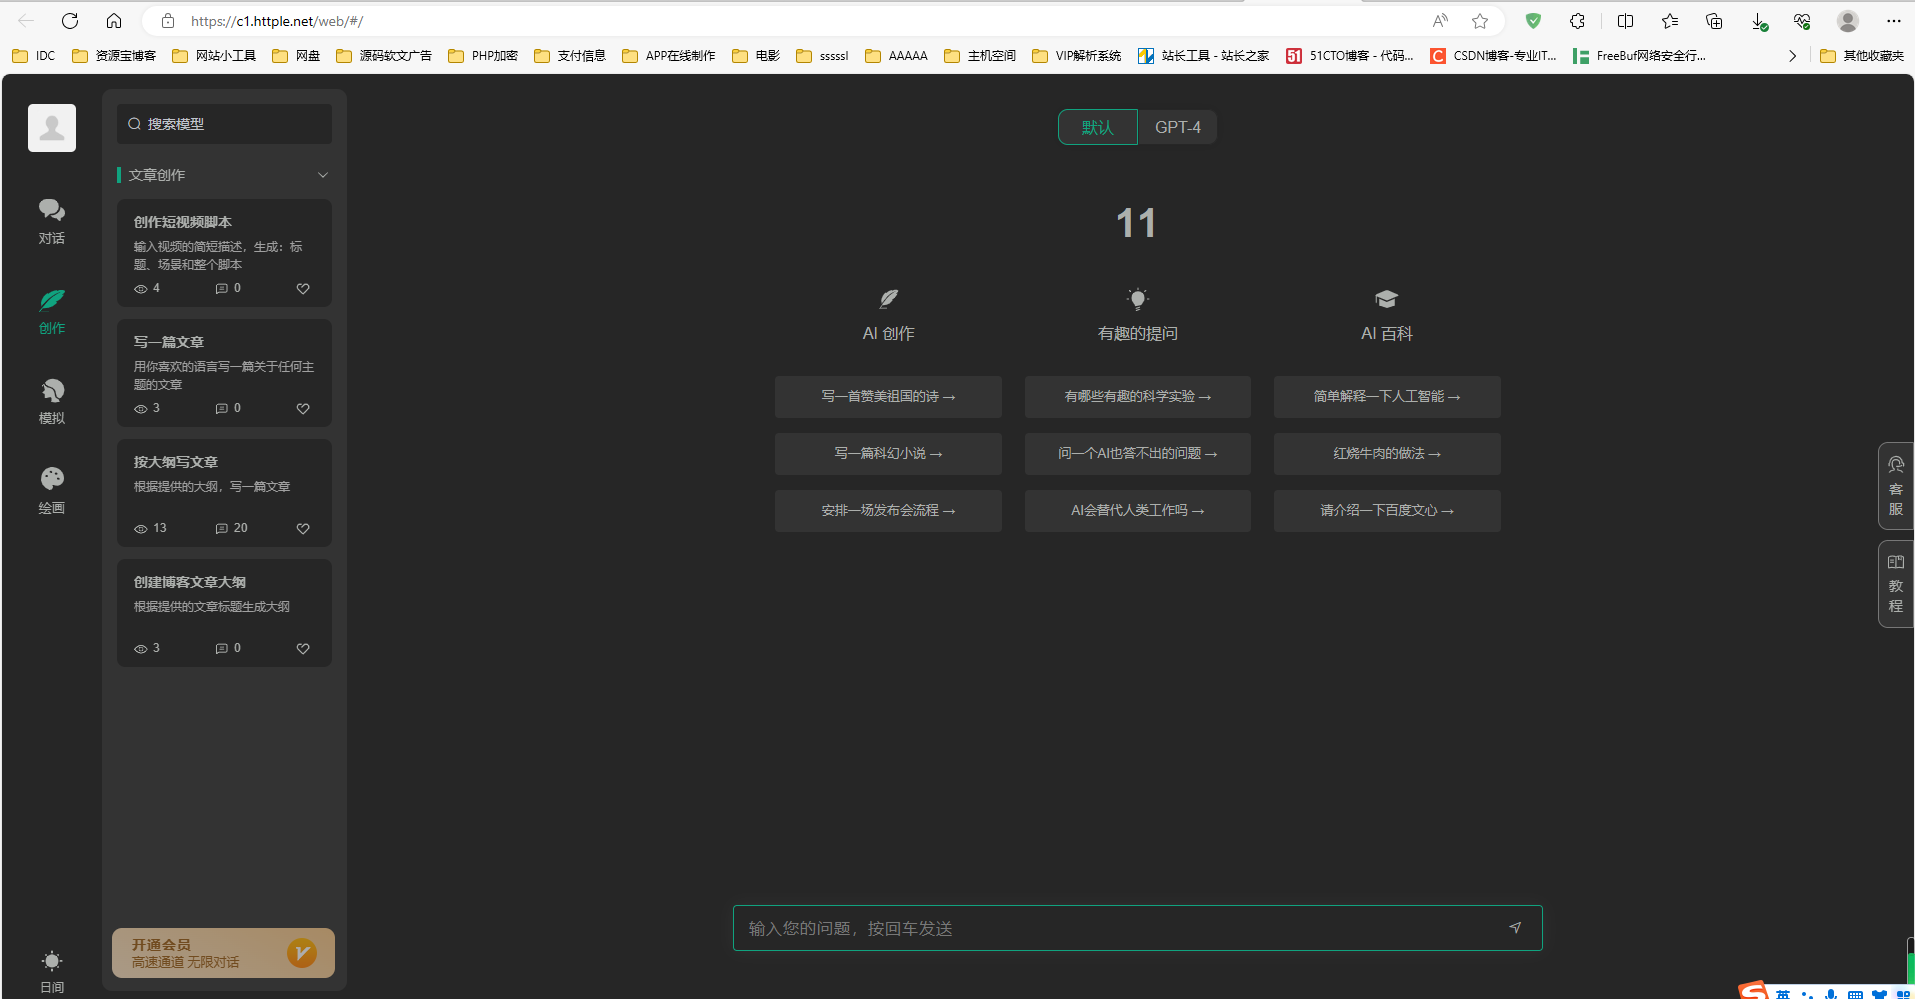 https://c1.httple.net/web/#/
IDC 资源宝博客 网站小工具 网盘 源码软文广告 PHP加密 支付信息 APP在线制作 电影 sssssl AAAAA 主机空间 VIP解析系统 站长工具 - 站长之家 51CTO博客 - 代码... CSDN博客-专业IT... FreeBuf网络安全行... 其他收藏夹
对话
创作
模拟
绘画
日间
搜索模型
文章创作
创作短视频脚本
输入视频的简短描述，生成：标
题、场景和整个脚本
4 0
写一篇文章
用你喜欢的语言写一篇关于任何主
题的文章
3 0
按大纲写文章
根据提供的大纲，写一篇文章
13 20
创建博客文章大纲
根据提供的文章标题生成大纲
3 0
开通会员
高速通道 无限对话
默认 GPT-4
11
AI 创作 有趣的提问 AI 百科
写一首赞美祖国的诗→ 有哪些有趣的科学实验→ 简单解释一下人工智能→
写一篇科幻小说→ 问一个AI也答不出的问题→ 红烧牛肉的做法→
安排一场发布会流程→ AI会替代人类工作吗→ 请介绍一下百度文心→
输入您的问题，按回车发送
客
服
教
程
英